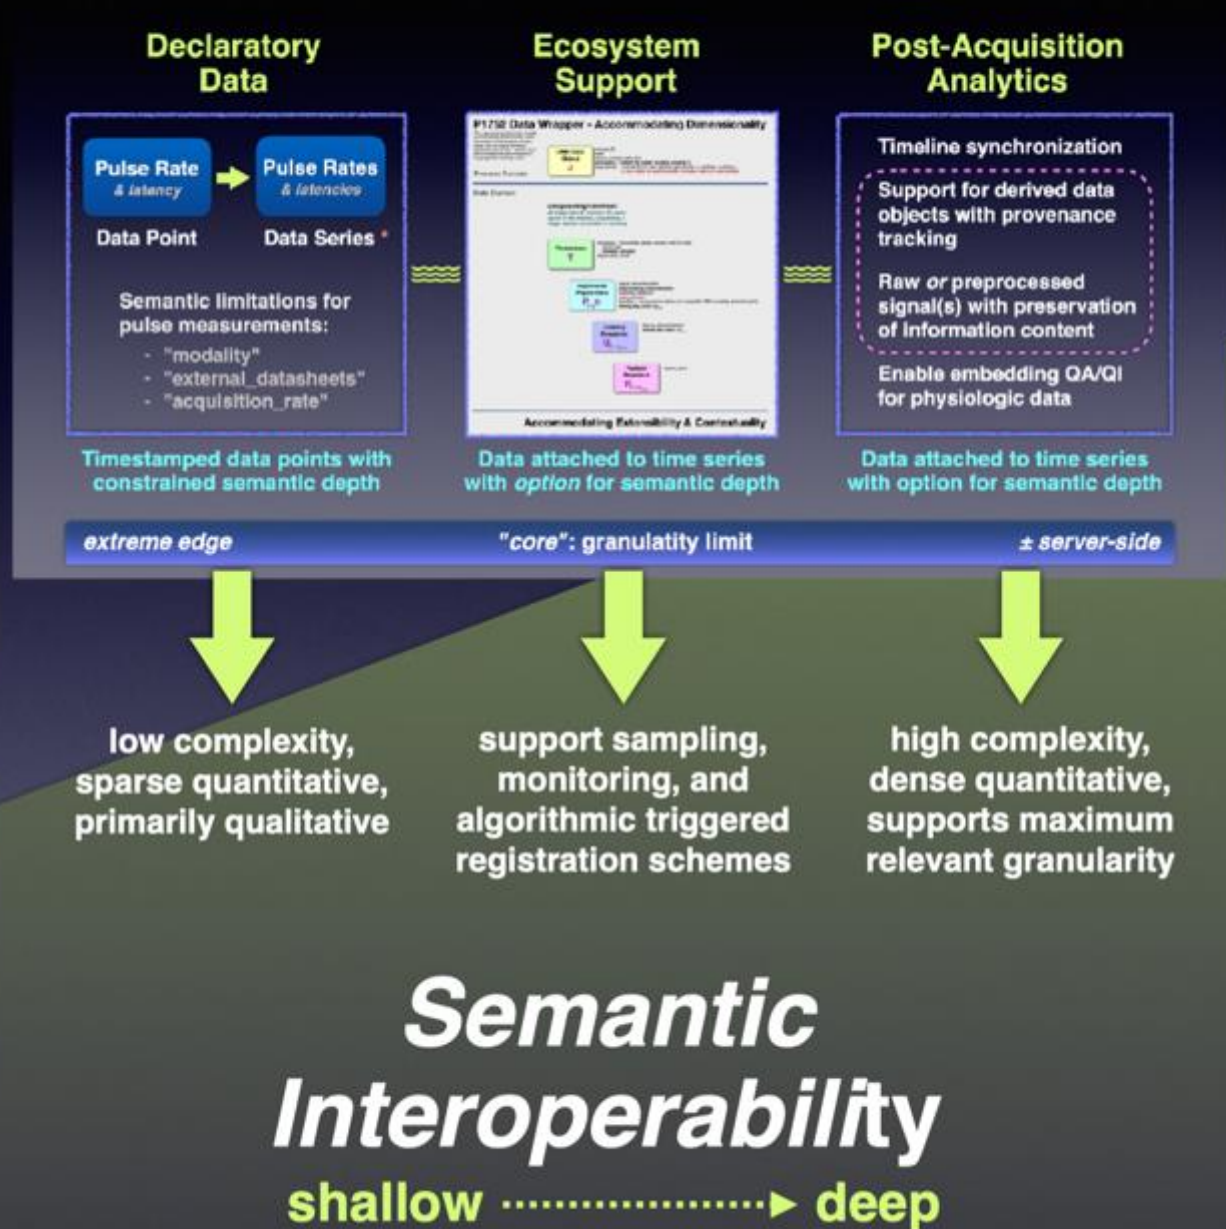 Declaratory
Data
Pulse Rate
& latency
Pulse Rates
& latencies
Data Point
Data Series *
Semantic limitations for
pulse measurements:
- "modality"
- "external_datasheets"
- "acquisition_rate"
Timestamped data points with
constrained semantic depth
Ecosystem
Support
P1752 Data Wrapper - Accommodating Dimensionality
Accommodating Extensibility & Contextuality
Data attached to time series
with option for semantic depth
Post-Acquisition
Analytics
Timeline synchronization
Support for derived data
objects with provenance
tracking
Raw or preprocessed
signal(s) with preservation
of information content
Enable embedding QA/QI
for physiologic data
Data attached to time series
with option for semantic depth
extreme edge
"core": granulatity limit
± server-side
low complexity,
sparse quantitative,
primarily qualitative
support sampling,
monitoring, and
algorithmic triggered
registration schemes
high complexity,
dense quantitative,
supports maximum
relevant granularity
Semantic
Interoperability
shallow
deep